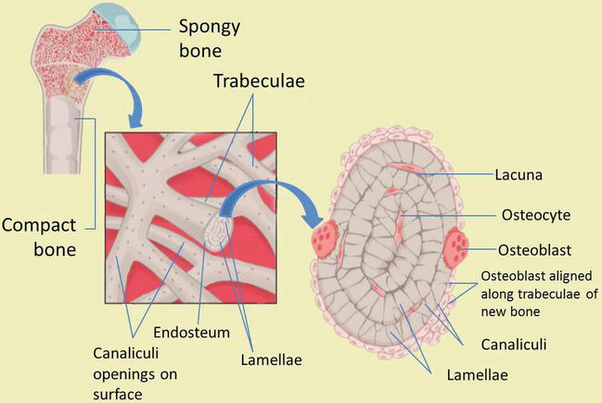 Spongy
bone
Trabeculae
Compact
bone
Endosteum
Canaliculi
openings on
surface
Lamellae
Lacuna
Osteocyte
Osteoblast
Osteoblast aligned
along trabeculae of
new bone
Canaliculi
Lamellae